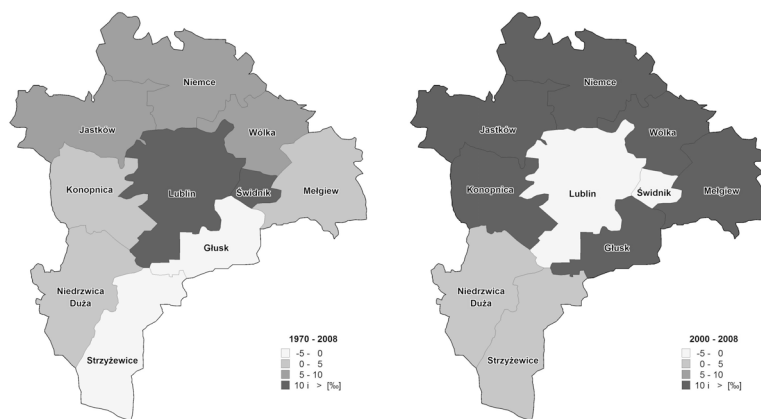 Niemce
Jastków
Wólka
Konopnica
Lublin
Świdnik
Mełgiew
Głusk
Niedrzwica
Duża
Strzyżewice
1970 - 2008
-5 - 0
0 - 5
5 - 10
10 i > [‰]
Niemce
Jastków
Wólka
Konopnica
Lublin
Świdnik
Mełgiew
Głusk
Niedrzwica
Duża
Strzyżewice
2000 - 2008
-5 - 0
0 - 5
5 - 10
10 i > [‰]